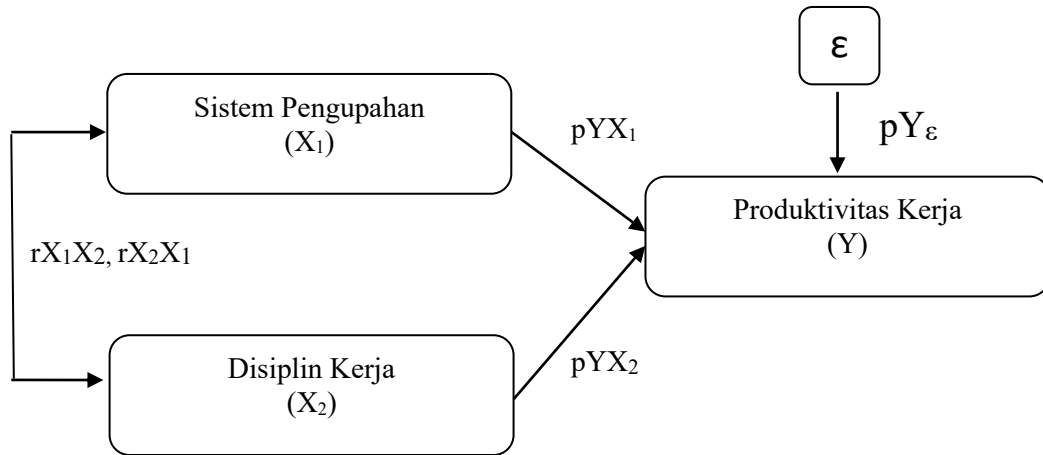 ε
Sistem Pengupahan
(X₁)
pYX₁
pYε
Produktivitas Kerja
(Y)
rX₁X₂, rX₂X₁
Disiplin Kerja
(X₂)
pYX₂